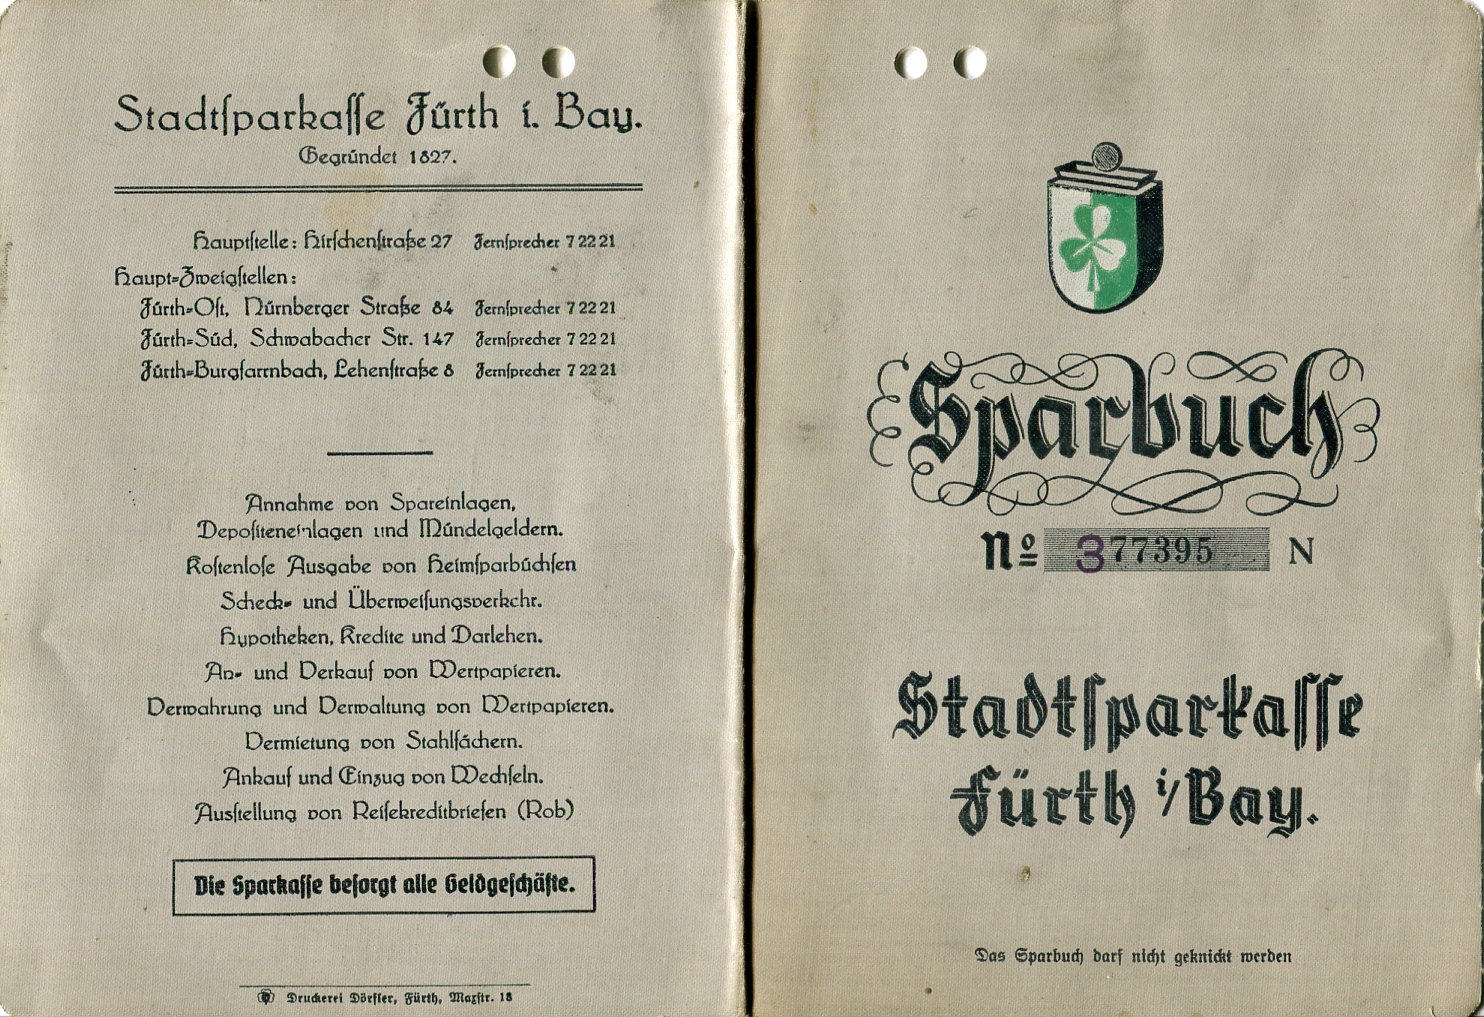 Stadtſparkaſſe Fürth i. Bay.
Gegründet 1827.
Hauptſtelle: Hirſchenſtraße 27 Fernſprecher 7 22 21
Haupt=Zweigſtellen:
Fürth=Oſt, Nürnberger Straße 84 Fernſprecher 7 22 21
Fürth=Süd, Schwabacher Str. 147 Fernſprecher 7 22 21
Fürth=Burgfarrnbach, Lehenſtraße 8 Fernſprecher 7 22 21
Annahme von Spareinlagen,
Depoſiteneinlagen und Mündelgeldern.
Koſtenloſe Ausgabe von Heimſparbüchſen
Scheck= und Überweiſungsverkehr.
Hypotheken, Kredite und Darlehen.
An= und Verkauf von Wertpapieren.
Verwahrung und Verwaltung von Wertpapieren.
Vermietung von Stahlfächern.
Ankauf und Einzug von Wechſeln.
Ausſtellung von Reiſekreditbriefen (Rob)
Die Sparkaſſe beſorgt alle Geldgeſchäfte.
Druckerei Dörfler, Fürth, Maxſtr. 18
Sparbuch
No 377395 N
Stadtſparkaſſe
Fürth i/Bay.
Das Sparbuch darf nicht geknickt werden